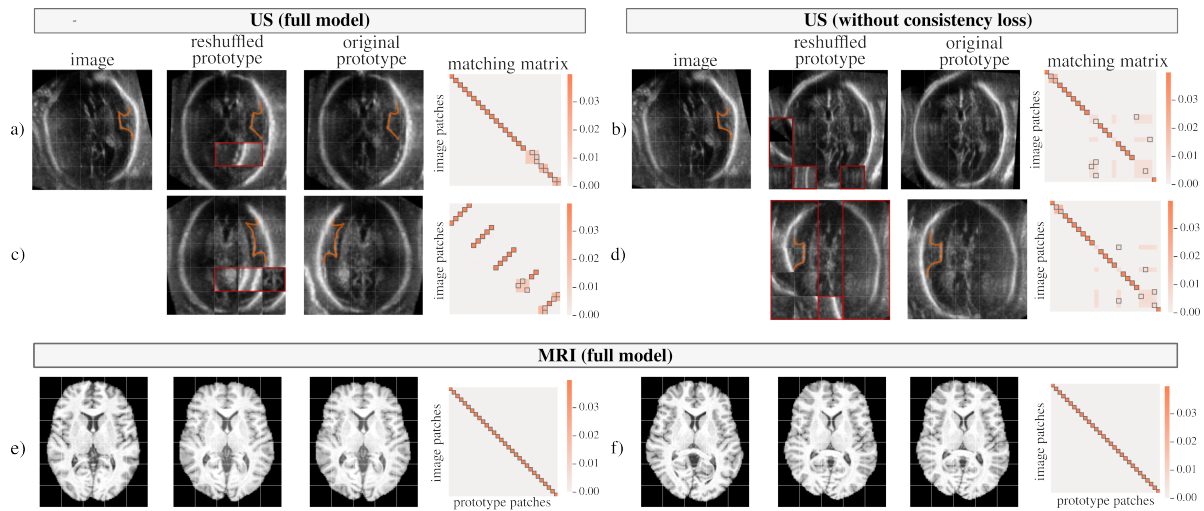 US (full model)
US (without consistency loss)
image
reshuffled
prototype
original
prototype
matching matrix
image
reshuffled
prototype
original
prototype
matching matrix
a)
image patches
0.03
0.02
0.01
0.00
b)
image patches
0.03
0.02
0.01
0.00
c)
image patches
0.03
0.02
0.01
0.00
d)
image patches
0.03
0.02
0.01
0.00
MRI (full model)
e)
image patches
0.03
0.02
0.01
0.00
prototype patches
f)
image patches
0.03
0.02
0.01
0.00
prototype patches